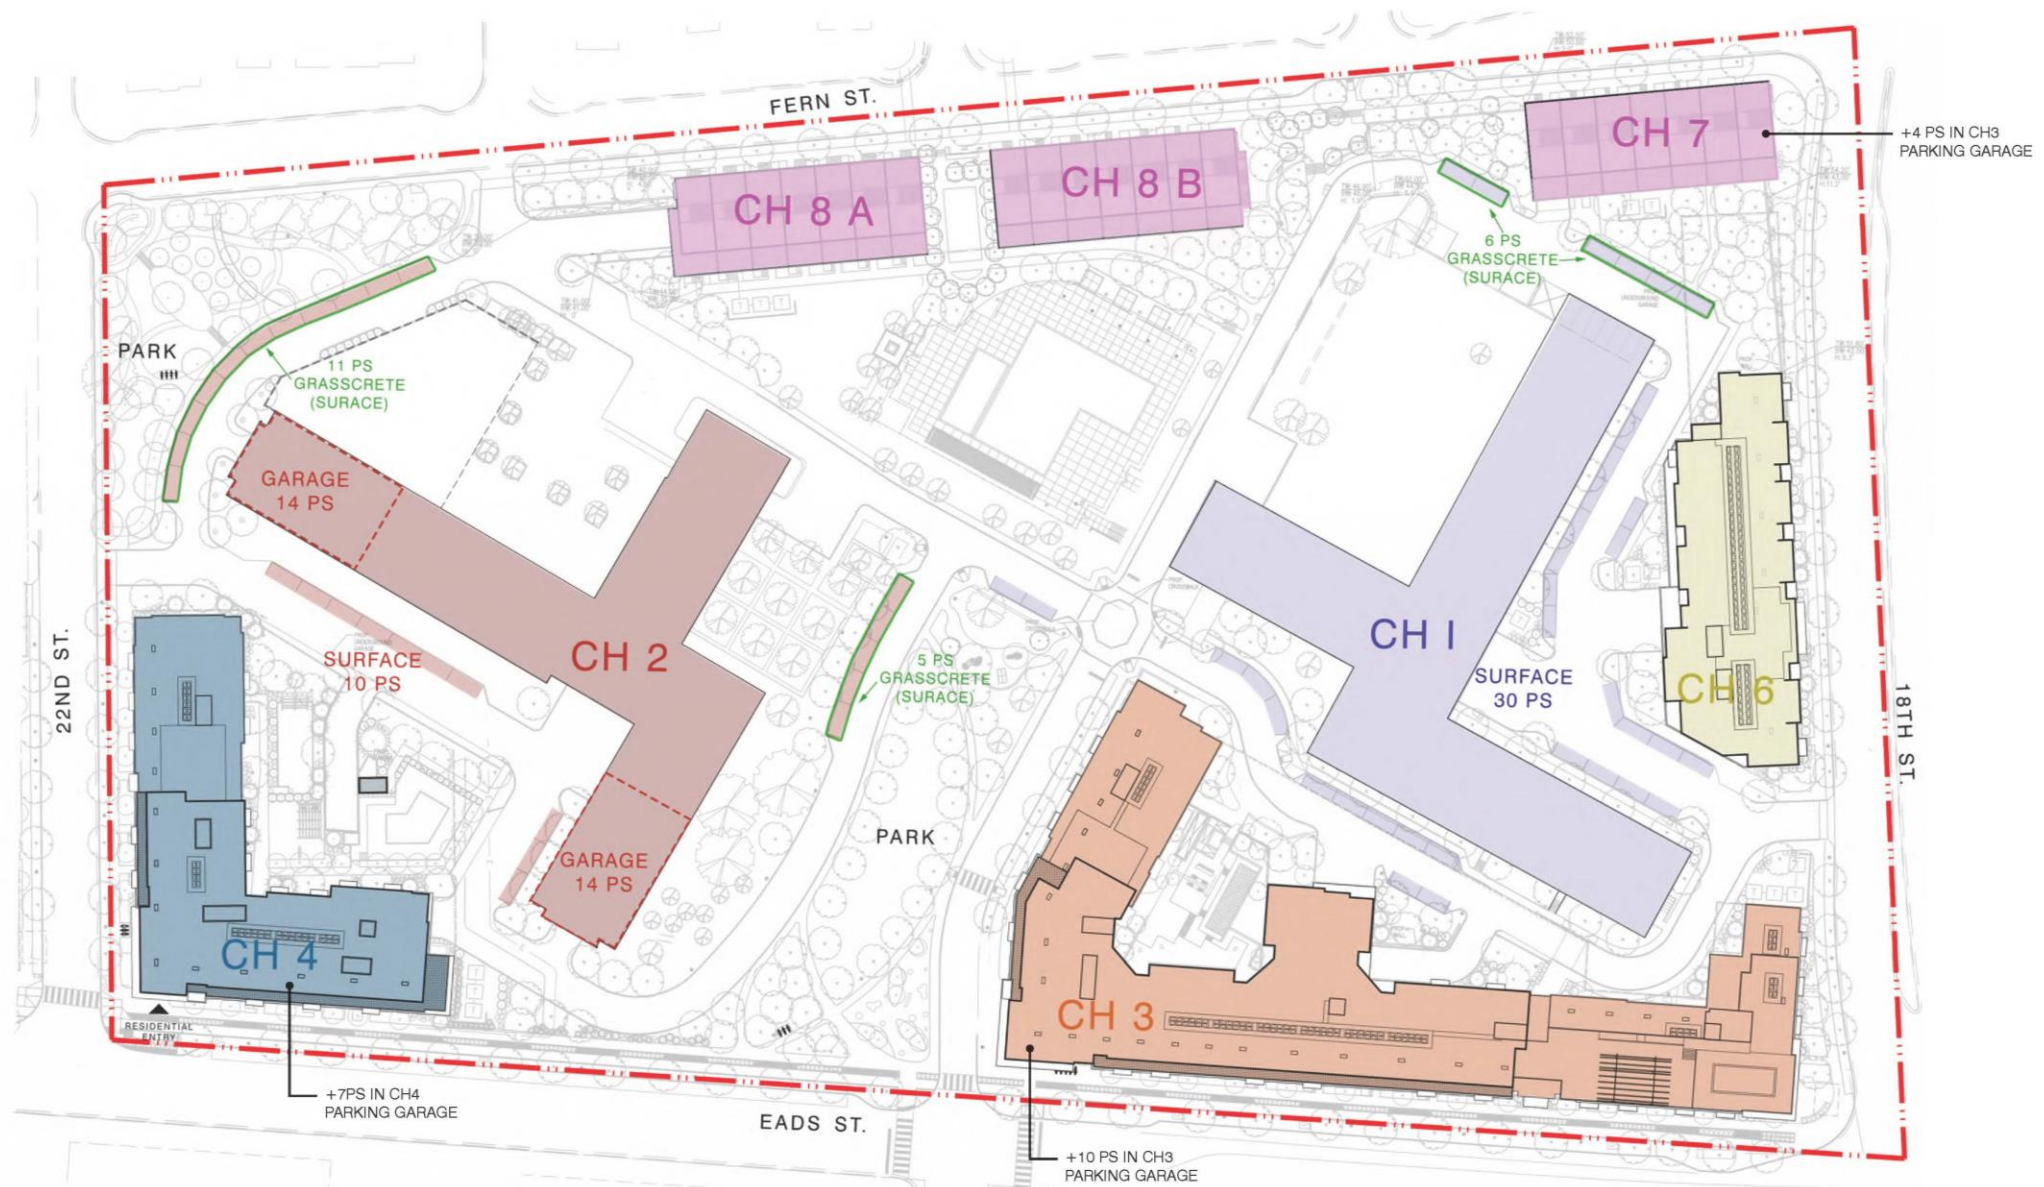 FERN ST.
CH 7
+4 PS IN CH3
PARKING GARAGE
CH 8 B
CH 8 A
6 PS
GRASSCRETE
(SURACE)
PARK
11 PS
GRASSCRETE
(SURACE)
GARAGE
14 PS
CH 2
CH I
SURFACE
10 PS
5 PS
GRASSCRETE
(SURACE)
SURFACE
30 PS
CH 6
22ND ST.
18TH ST.
PARK
GARAGE
14 PS
CH 4
CH 3
RESIDENTIAL
ENTRY
+7PS IN CH4
PARKING GARAGE
EADS ST.
+10 PS IN CH3
PARKING GARAGE